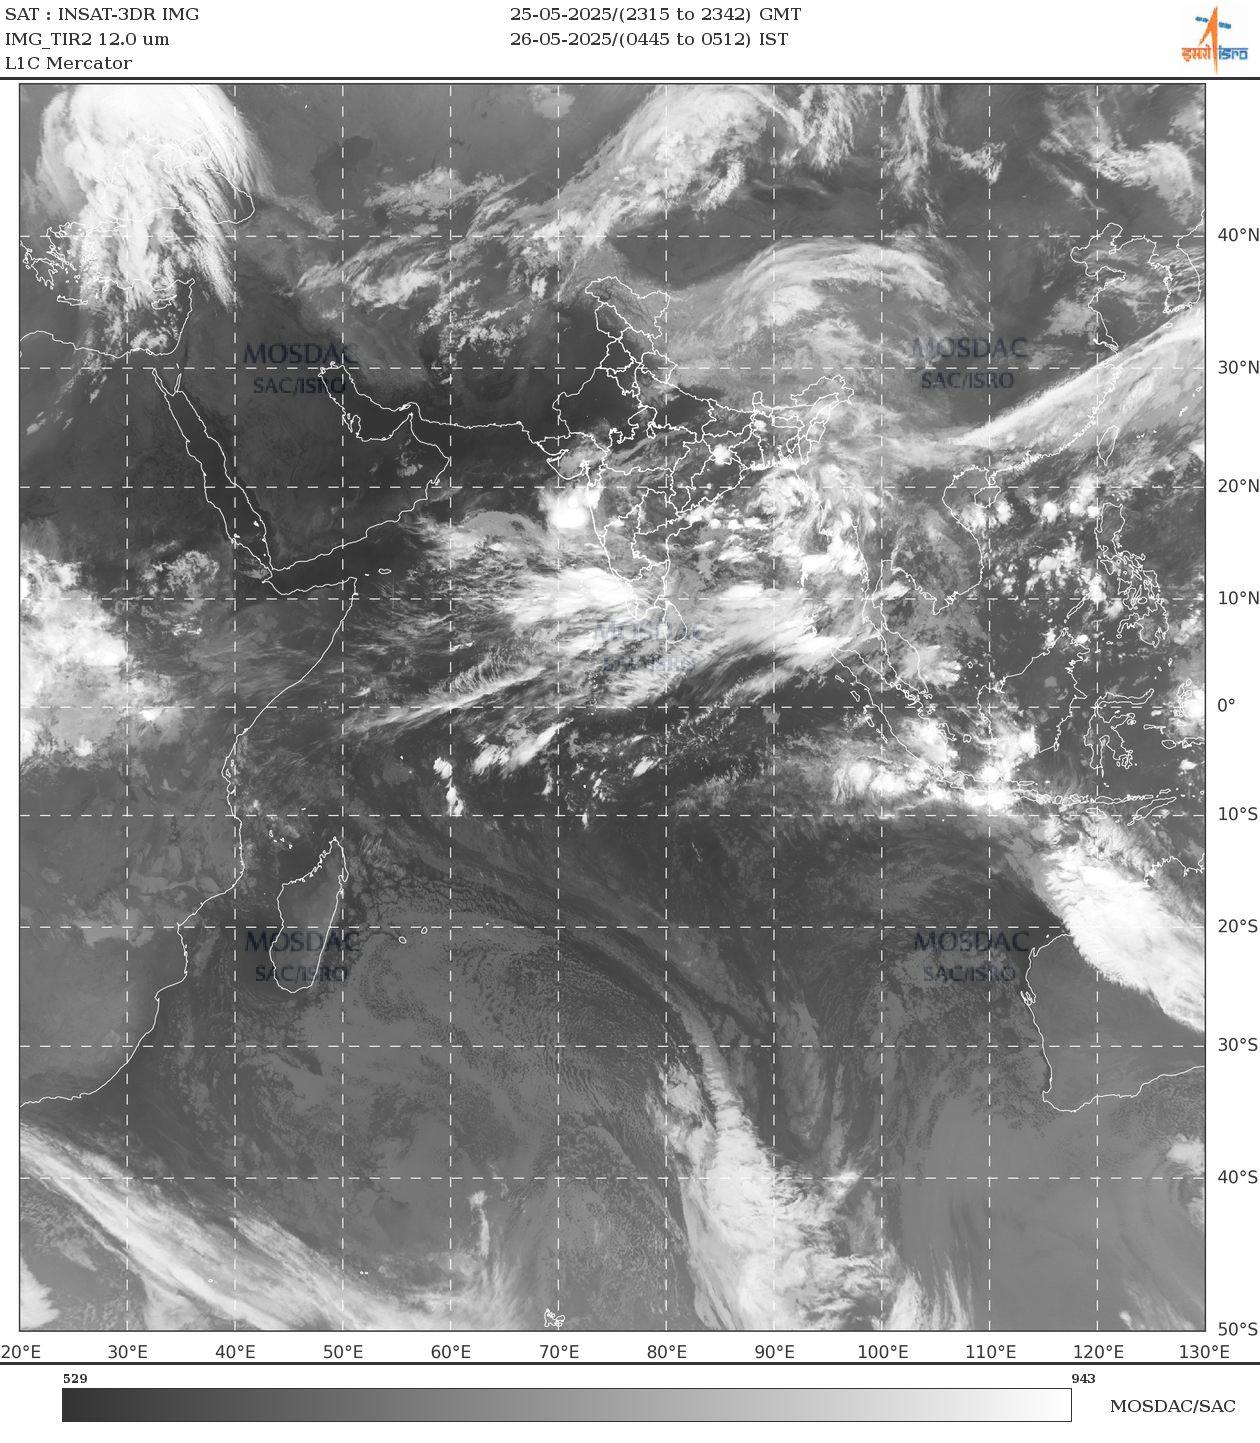 SAT : INSAT-3DR IMG
25-05-2025/(2315 to 2342) GMT
IMG_TIR2 12.0 um
26-05-2025/(0445 to 0512) IST
L1C Mercator
इसरो isro
40°N
MOSDAC
SAC/ISRO
MOSDAC
SAC/ISRO
30°N
20°N
10°N
MOSDAC
SAC/ISRO
0°
10°S
20°S
MOSDAC
SAC/ISRO
MOSDAC
SAC/ISRO
30°S
40°S
50°S
20°E 30°E 40°E 50°E 60°E 70°E 80°E 90°E 100°E 110°E 120°E 130°E
529
943
MOSDAC/SAC